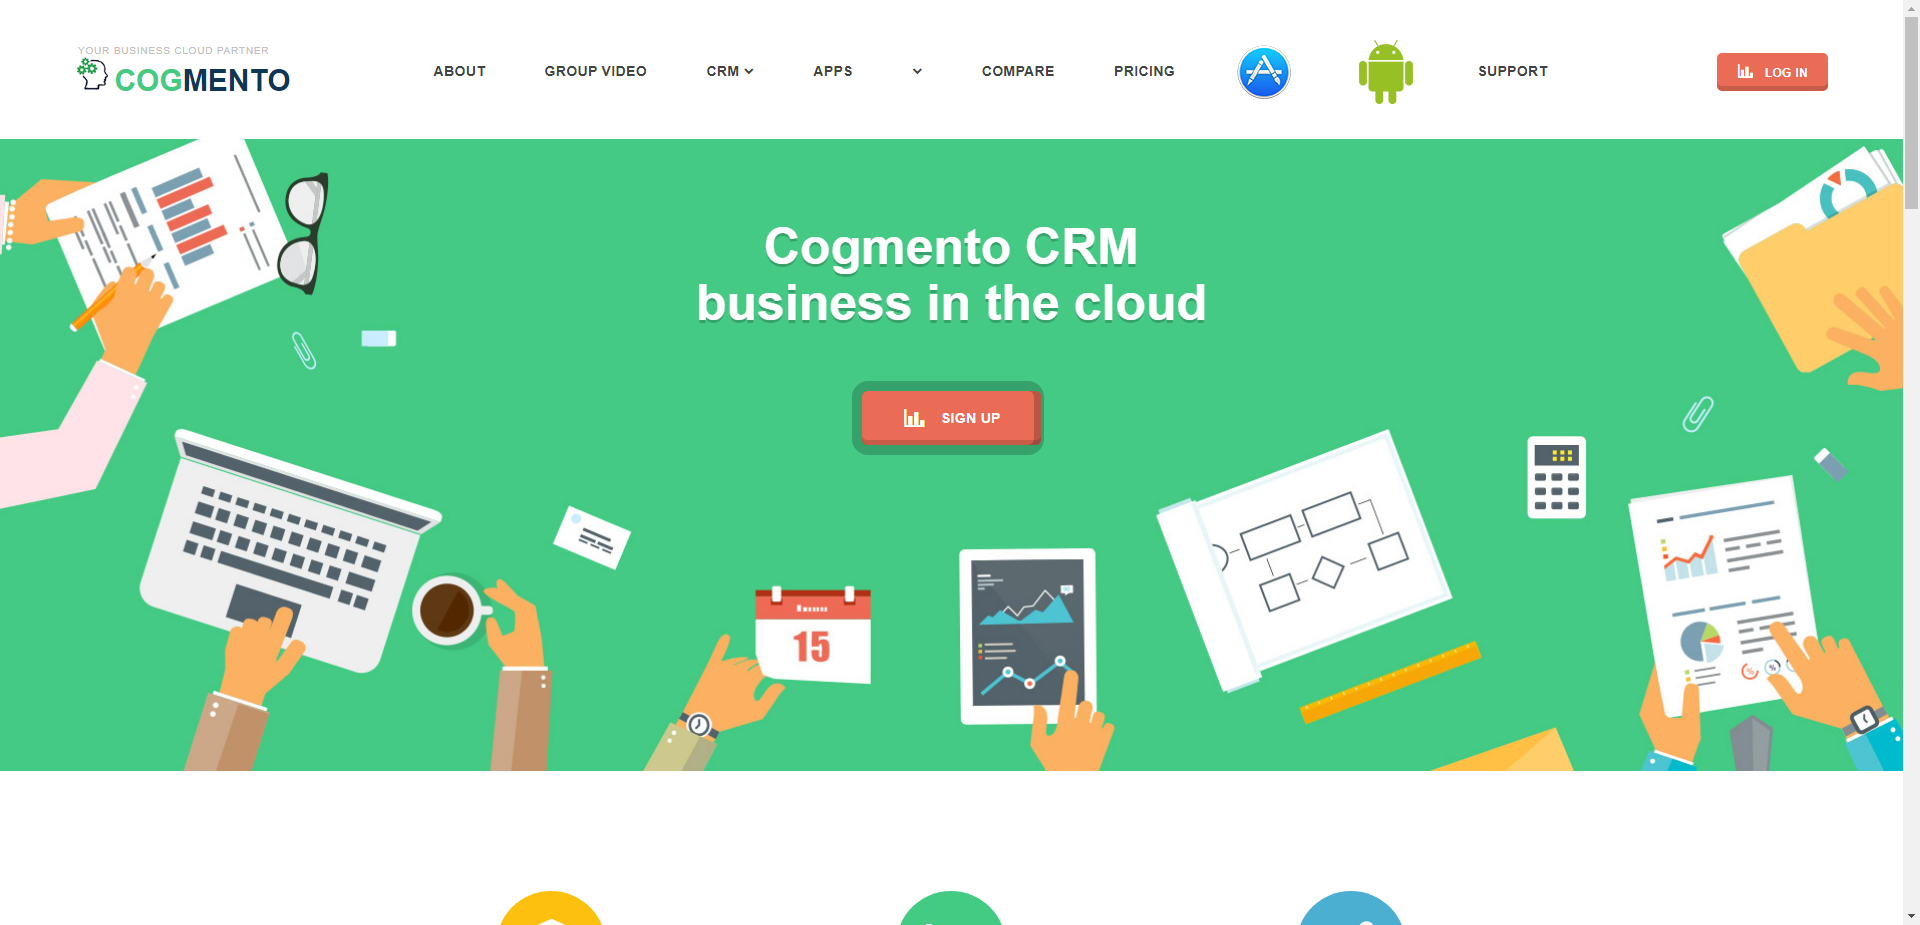 YOUR BUSINESS CLOUD PARTNER
COGMENTO
ABOUT
GROUP VIDEO
CRM
APPS
COMPARE
PRICING
SUPPORT
LOG IN
Cogmento CRM
business in the cloud
SIGN UP
15